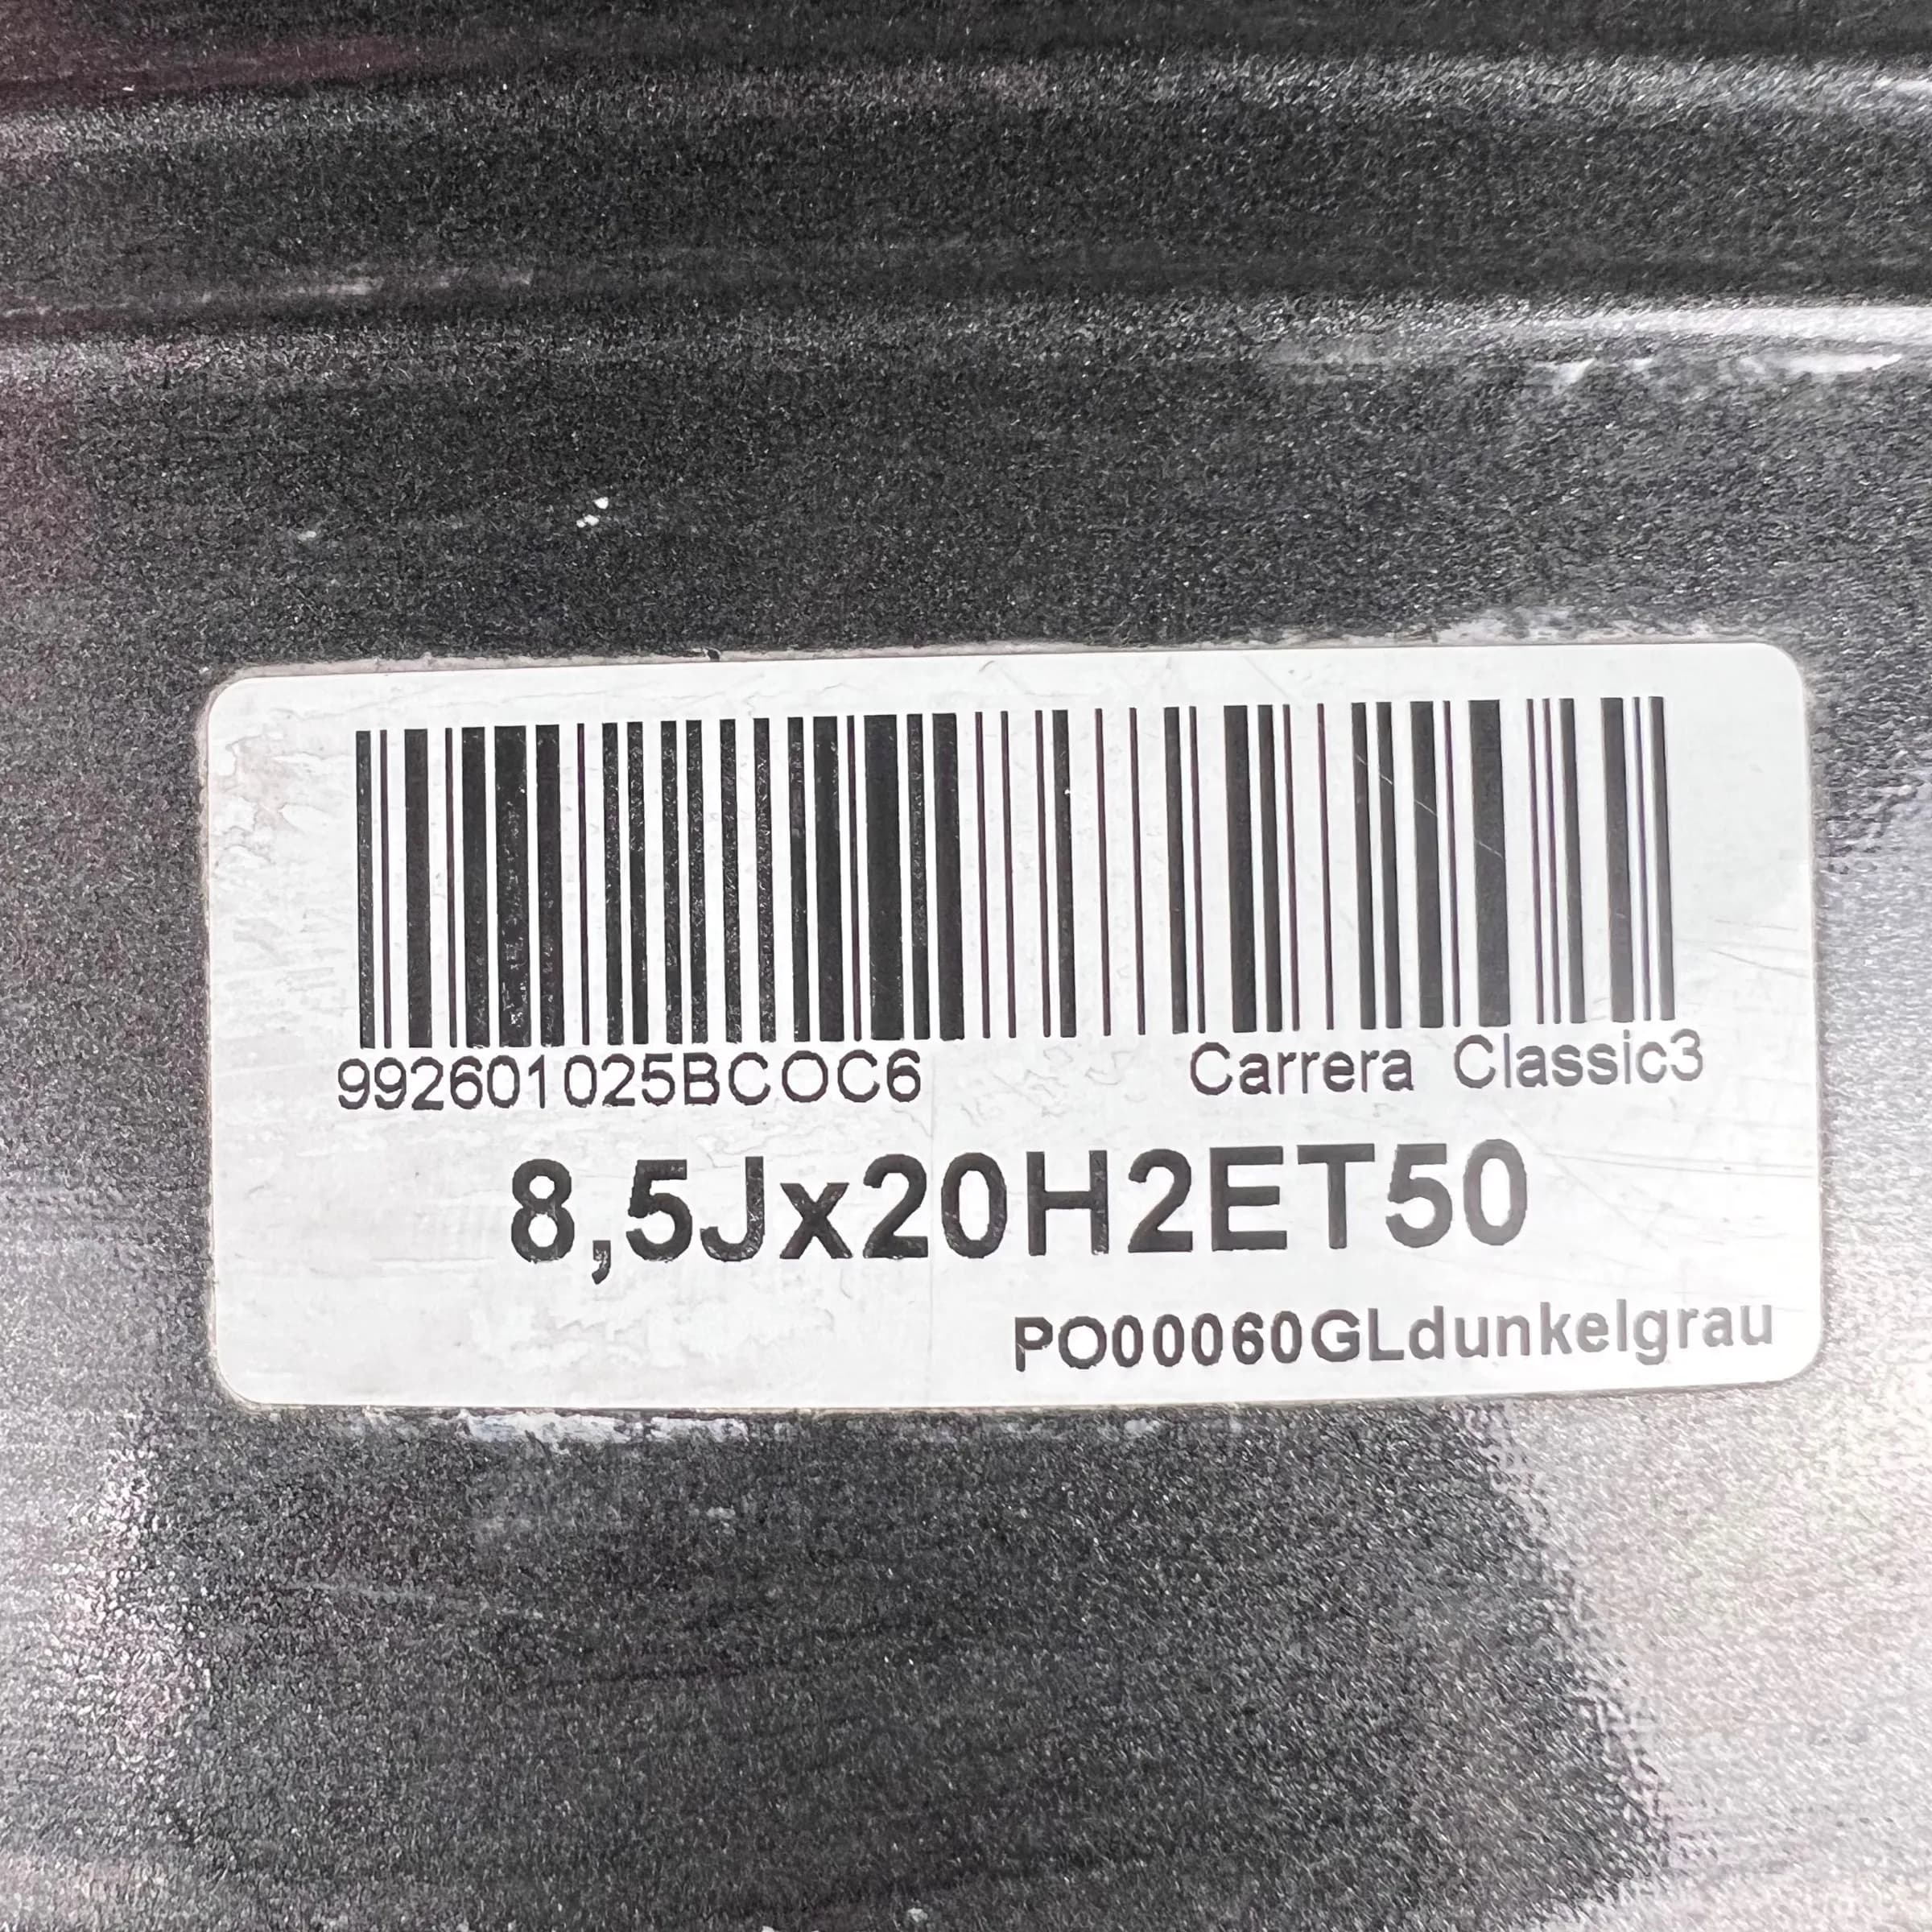 992601025BCOC6 Carrera Classic3
8,5Jx20H2ET50
PO00060GLdunkelgrau